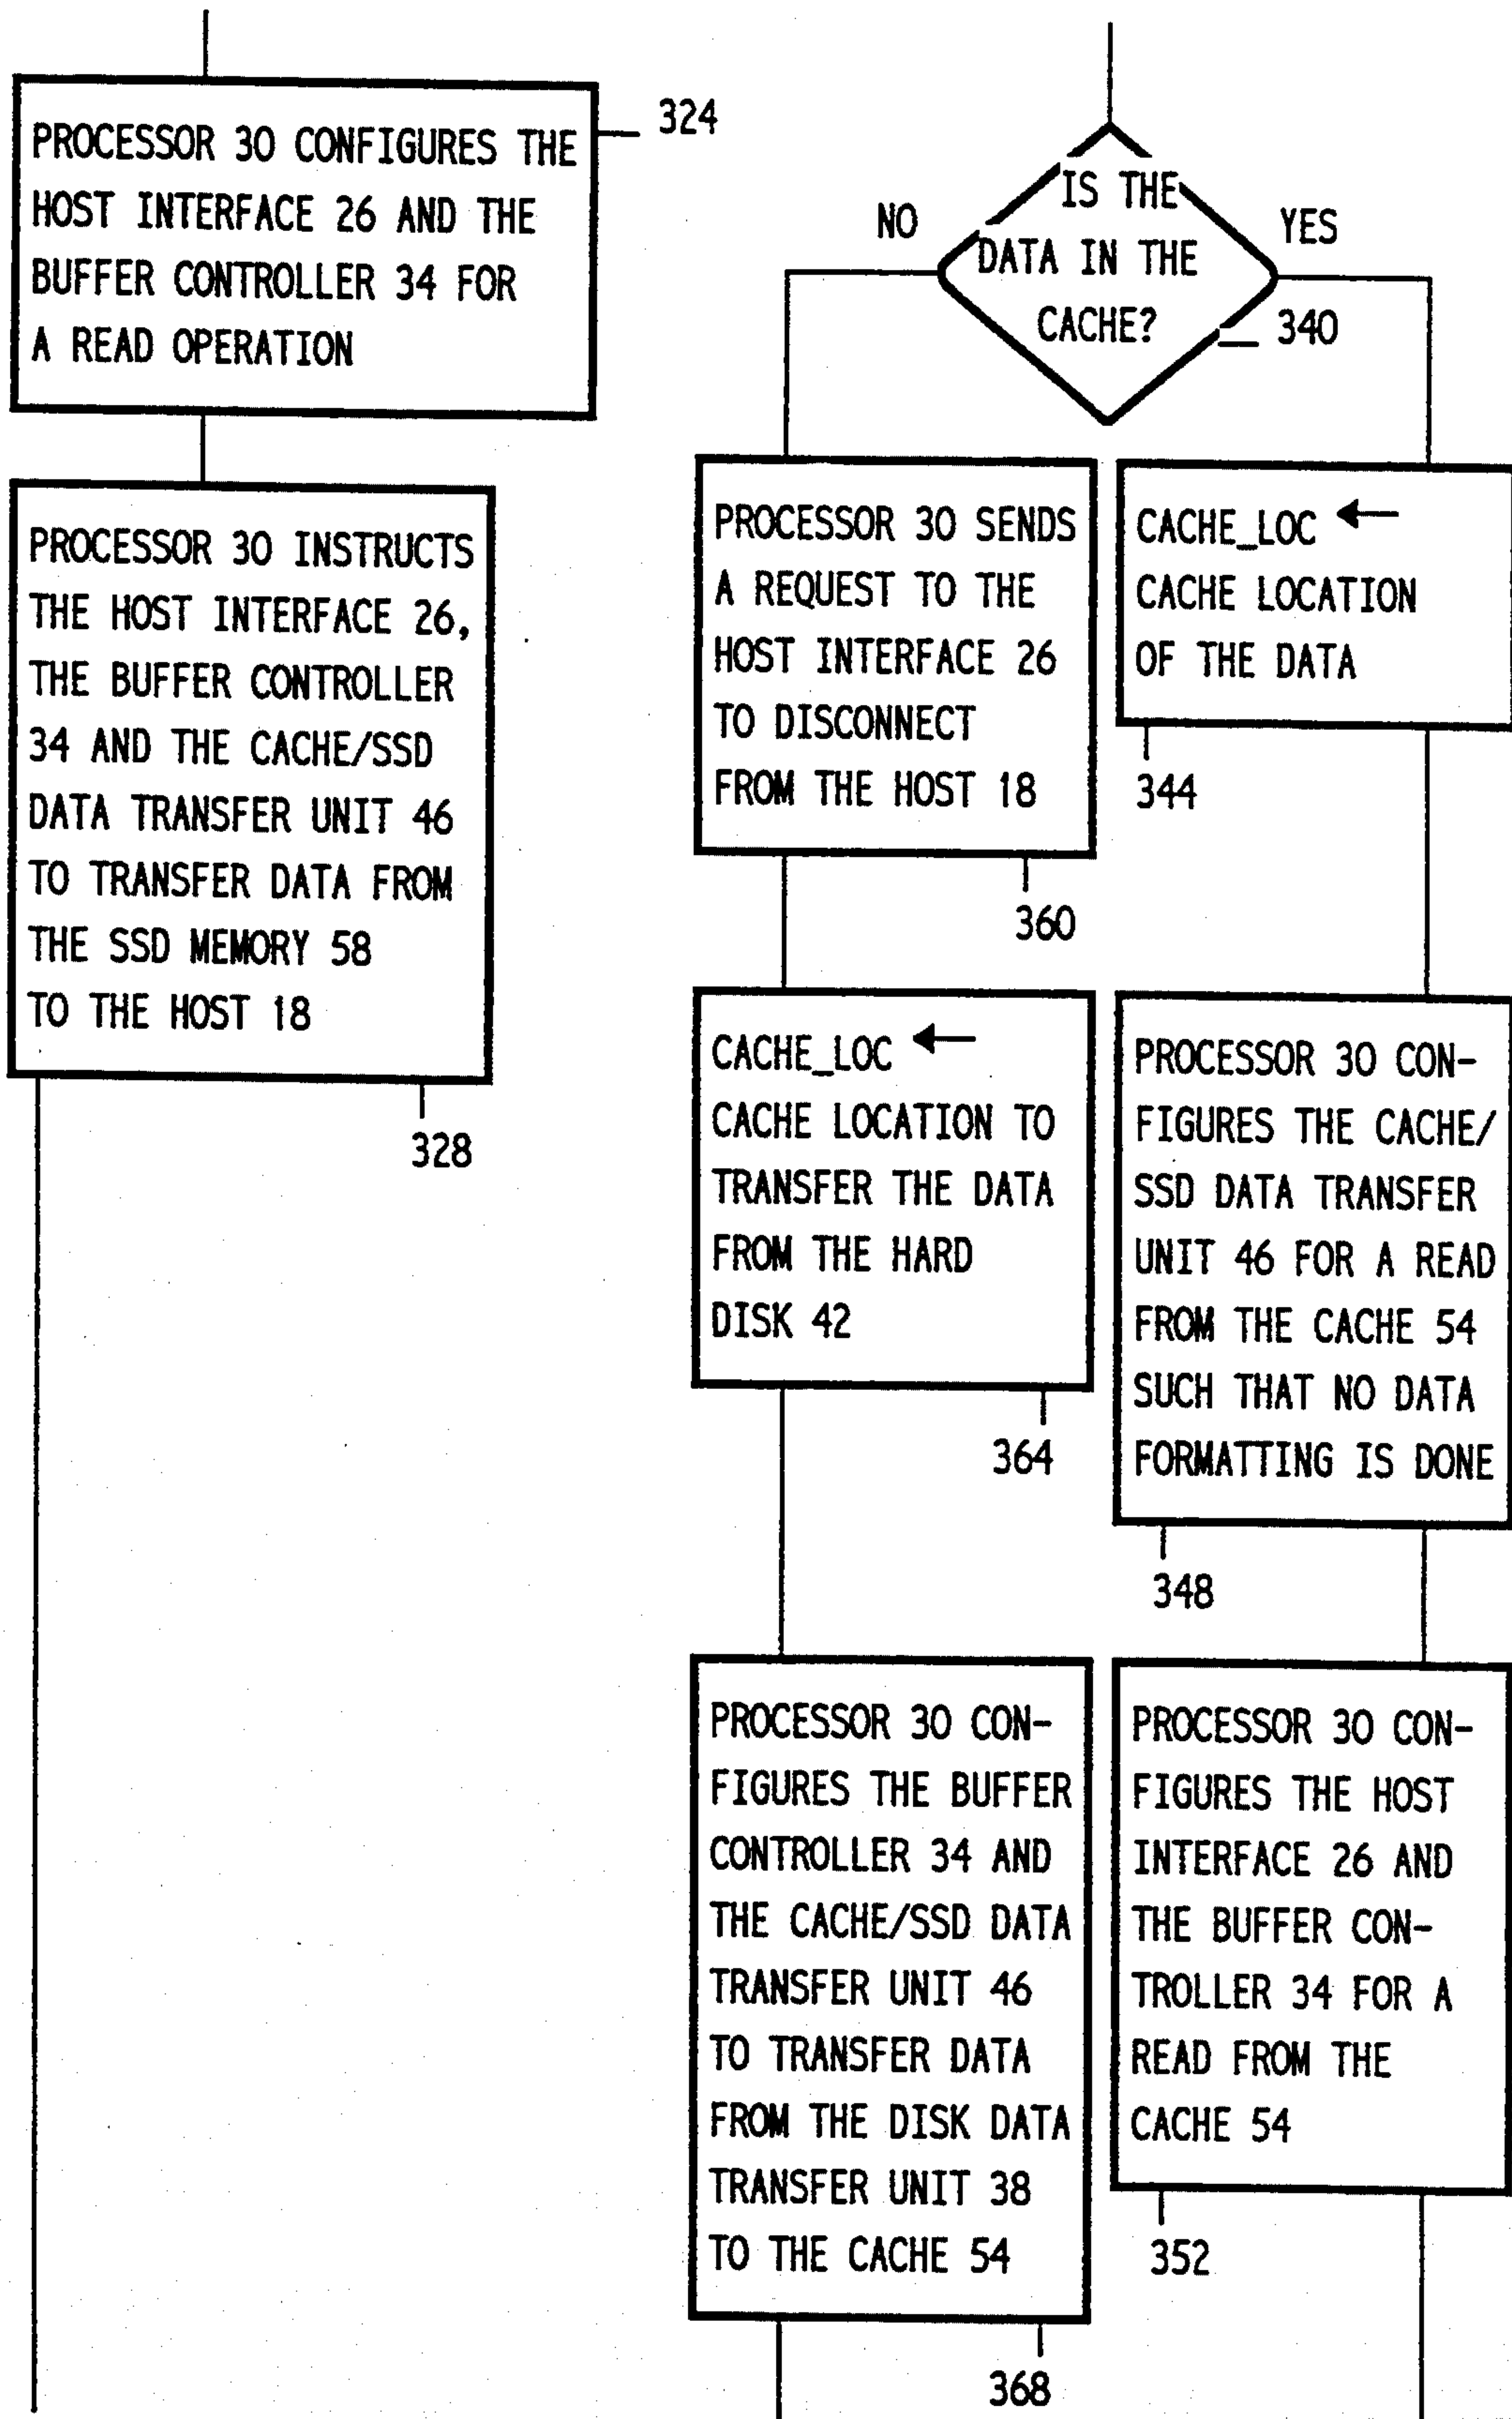 PROCESSOR 30 CONFIGURES THE
HOST INTERFACE 26 AND THE
BUFFER CONTROLLER 34 FOR
A READ OPERATION
324
PROCESSOR 30 INSTRUCTS
THE HOST INTERFACE 26,
THE BUFFER CONTROLLER
34 AND THE CACHE/SSD
DATA TRANSFER UNIT 46
TO TRANSFER DATA FROM
THE SSD MEMORY 58
TO THE HOST 18
328
IS THE
DATA IN THE
CACHE?
340
NO
YES
PROCESSOR 30 SENDS
A REQUEST TO THE
HOST INTERFACE 26
TO DISCONNECT
FROM THE HOST 18
360
CACHE_LOC ←
CACHE LOCATION TO
TRANSFER THE DATA
FROM THE HARD
DISK 42
364
PROCESSOR 30 CON-
FIGURES THE BUFFER
CONTROLLER 34 AND
THE CACHE/SSD DATA
TRANSFER UNIT 46
TO TRANSFER DATA
FROM THE DISK DATA
TRANSFER UNIT 38
TO THE CACHE 54
368
CACHE_LOC ←
CACHE LOCATION
OF THE DATA
344
PROCESSOR 30 CON-
FIGURES THE CACHE/
SSD DATA TRANSFER
UNIT 46 FOR A READ
FROM THE CACHE 54
SUCH THAT NO DATA
FORMATTING IS DONE
348
PROCESSOR 30 CON-
FIGURES THE HOST
INTERFACE 26 AND
THE BUFFER CON-
TROLLER 34 FOR A
READ FROM THE
CACHE 54
352